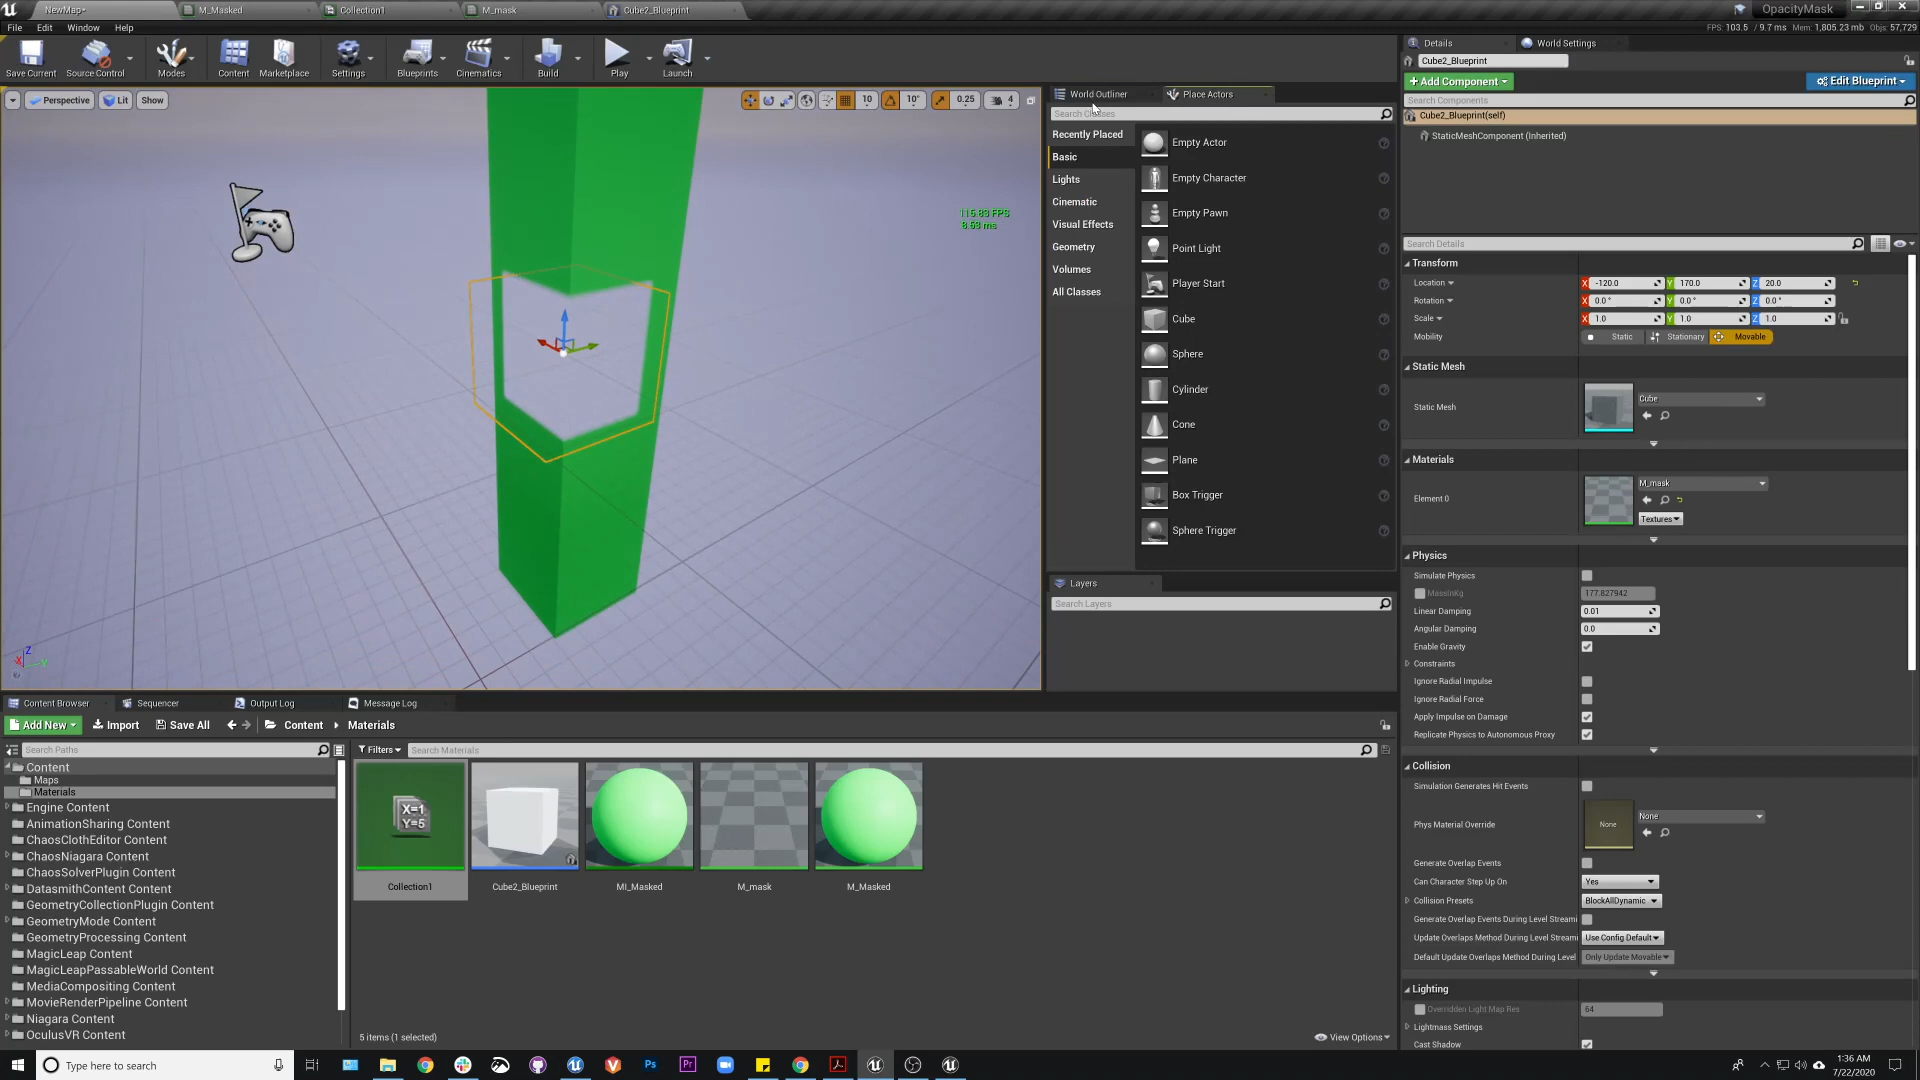 NewMap*
M_Masked
Collection1
M_mask
Cube2_Blueprint
OpacityMask
File Edit Window Help
FPS: 103.5 / 9.7 ms Mem: 1,805.23 mb Objs: 57,729
Save Current
Source Control
Modes
Content
Marketplace
Settings
Blueprints
Cinematics
Build
Play
Launch
Perspective
Lit
Show
10
10°
0.25
4
8.53 ms
X
Y
Z
World Outliner
Place Actors
Search Classes
Recently Placed
Basic
Lights
Cinematic
Visual Effects
Geometry
Volumes
All Classes
Empty Actor
Empty Character
Empty Pawn
Point Light
Player Start
Cube
Sphere
Cylinder
Cone
Plane
Box Trigger
Sphere Trigger
Layers
Search Layers
Details
World Settings
Cube2_Blueprint
+ Add Component
Edit Blueprint
Search Components
Cube2_Blueprint(self)
StaticMeshComponent (Inherited)
Search Details
Transform
Location X -120.0 Y 170.0 Z 20.0
Rotation X 0.0 ° Y 0.0 ° Z 0.0 °
Scale X 1.0 Y 1.0 Z 1.0
Mobility Static Stationary Movable
Static Mesh
Static Mesh Cube
Materials
Element 0 M_mask
Textures
Physics
Simulate Physics
MassInKg 177.827942
Linear Damping 0.01
Angular Damping 0.0
Enable Gravity
Constraints
Ignore Radial Impulse
Ignore Radial Force
Apply Impulse on Damage
Replicate Physics to Autonomous Proxy
Collision
Simulation Generates Hit Events
Phys Material Override None None
Generate Overlap Events
Can Character Step Up On Yes
Collision Presets BlockAllDynamic
Generate Overlap Events During Level Streami
Update Overlaps Method During Level Streami Use Config Default
Default Update Overlaps Method During Level Only Update Movable
Lighting
Overridden Light Map Res 64
Lightmass Settings
Cast Shadow
Content Browser
Sequencer
Output Log
Message Log
Add New
Import
Save All
Content
Materials
Search Paths
Filters
Search Materials
Content
Maps
Materials
Engine Content
AnimationSharing Content
ChaosClothEditor Content
ChaosNiagara Content
ChaosSolverPlugin Content
DatasmithContent Content
GeometryCollectionPlugin Content
GeometryMode Content
GeometryProcessing Content
MagicLeap Content
MagicLeapPassableWorld Content
MediaCompositing Content
MovieRenderPipeline Content
Niagara Content
OculusVR Content
X=1
Y=5
Collection1
Cube2_Blueprint
MI_Masked
M_mask
M_Masked
5 items (1 selected)
View Options
Type here to search
Ps
Pr
1:36 AM
7/22/2020